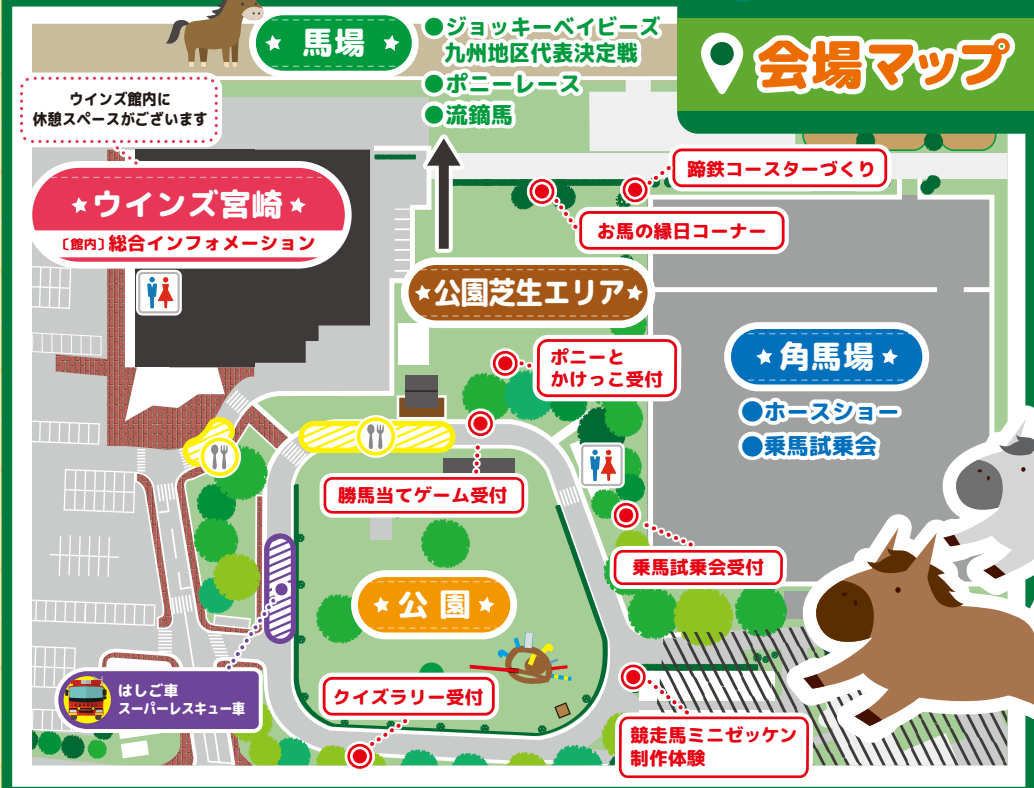 会場マップ
馬場
●ジョッキーベイビーズ
九州地区代表決定戦
●ポニーレース
●流鏑馬
ウインズ館内に
休憩スペースがございます
ウインズ宮崎
〔館内〕総合インフォメーション
蹄鉄コースターづくり
お馬の縁日コーナー
公園芝生エリア
ポニーと
かけっこ受付
角馬場
●ホースショー
●乗馬試乗会
勝馬当てゲーム受付
乗馬試乗会受付
公園
はしご車
スーパーレスキュー車
クイズラリー受付
競走馬ミニゼッケン
制作体験